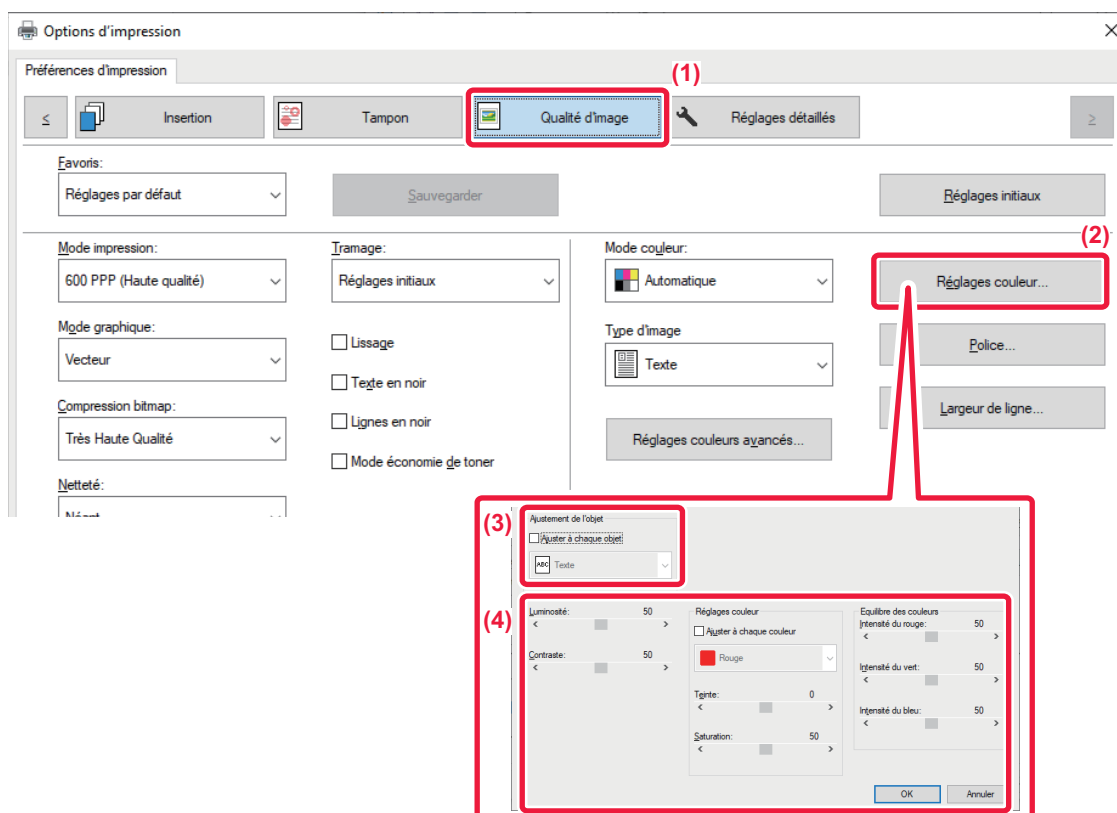 Options d'impression
Préférences d'impression
(1)
< Insertion Tampon Qualité d'image Réglages détaillés >
Favoris:
Réglages par défaut Sauvegarder Réglages initiaux
(2)
Mode impression: Tramage: Mode couleur:
600 PPP (Haute qualité) Réglages initiaux Automatique Réglages couleur...
Mode graphique: Type d'image
Lissage Police...
Vecteur Texte
Texte en noir
Compression bitmap: Largeur de ligne...
Lignes en noir
Très Haute Qualité Réglages couleurs avancés...
Mode économie de toner
Netteté:
Néant
(3)
Ajustement de l'objet
Ajuster à chaque objet
ABC Texte
(4)
Luminosité: 50 Réglages couleur Equilibre des couleurs
Intensité du rouge: 50
Ajuster à chaque couleur
Contraste: 50 Rouge
Intensité du vert: 50
Teinte: 0
Intensité du bleu: 50
Saturation: 50
OK Annuler